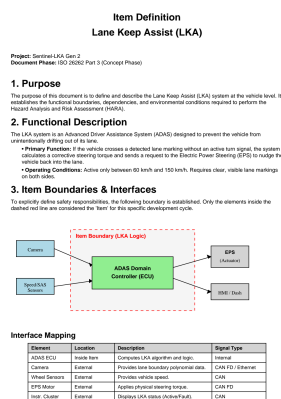 Item Definition
Lane Keep Assist (LKA)
Project: Sentinel-LKA Gen 2
Document Phase: ISO 26262 Part 3 (Concept Phase)
1. Purpose
The purpose of this document is to define and describe the Lane Keep Assist (LKA) system at the vehicle level. It
establishes the functional boundaries, dependencies, and environmental conditions required to perform the
Hazard Analysis and Risk Assessment (HARA).
2. Functional Description
The LKA system is an Advanced Driver Assistance System (ADAS) designed to prevent the vehicle from
unintentionally drifting out of its lane.
• Primary Function: If the vehicle crosses a detected lane marking without an active turn signal, the system
calculates a corrective steering torque and sends a request to the Electric Power Steering (EPS) to nudge the
vehicle back into the lane.
• Operating Conditions: Active only between 60 km/h and 150 km/h. Requires clear, visible lane markings
on both sides.
3. Item Boundaries & Interfaces
To explicitly define safety responsibilities, the following boundary is established. Only the elements inside the
dashed red line are considered the 'Item' for this specific development cycle.
Item Boundary (LKA Logic)
Camera
EPS
(Actuator)
ADAS Domain
Controller (ECU)
Speed/SAS
Sensors
HMI / Dash
Interface Mapping
Element Location Description Signal Type
ADAS ECU Inside Item Computes LKA algorithm and logic. Internal
Camera External Provides lane boundary polynomial data. CAN FD / Ethernet
Wheel Sensors External Provides vehicle speed. CAN
EPS Motor External Applies physical steering torque. CAN FD
Instr. Cluster External Displays LKA status (Active/Fault). CAN